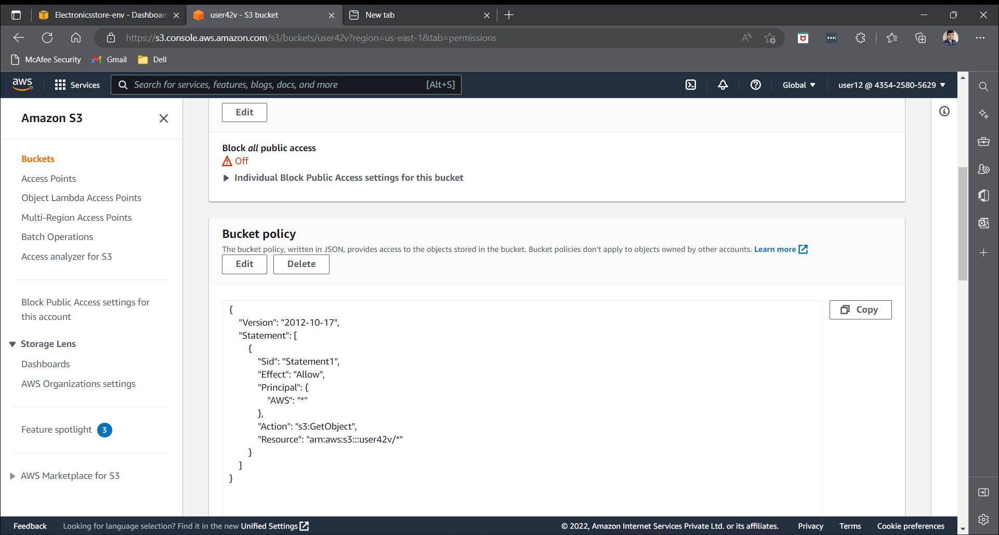 Electronicsstore-env - Dashboard
user42v - S3 bucket
New tab
https://s3.console.aws.amazon.com/s3/buckets/user42v?region=us-east-1&tab=permissions
McAfee Security
Gmail
Dell
aws
Services
Search for services, features, blogs, docs, and more
[Alt+S]
Global
user12 @ 4354-2580-5629
Amazon S3
Buckets
Access Points
Object Lambda Access Points
Multi-Region Access Points
Batch Operations
Access analyzer for S3
Block Public Access settings for
this account
Storage Lens
Dashboards
AWS Organizations settings
Feature spotlight 3
AWS Marketplace for S3
Edit
Block all public access
Off
Individual Block Public Access settings for this bucket
Bucket policy
The bucket policy, written in JSON, provides access to the objects stored in the bucket. Bucket policies don't apply to objects owned by other accounts. Learn more
Edit
Delete
Copy
{
"Version": "2012-10-17",
"Statement": [
{
"Sid": "Statement1",
"Effect": "Allow",
"Principal": {
"AWS": "*"
},
"Action": "s3:GetObject",
"Resource": "arn:aws:s3:::user42v/*"
}
]
}
Feedback
Looking for language selection? Find it in the new Unified Settings
© 2022, Amazon Internet Services Private Ltd. or its affiliates.
Privacy
Terms
Cookie preferences